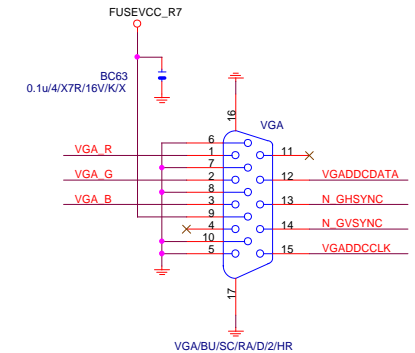 FUSEVCC_R7
BC63
0.1u/4/X7R/16V/K/X
16
VGA
6
VGA_R 1 11
7
VGA_G 2 12 VGADDCDATA
8
VGA_B 3 13 N_GHSYNC
9
4 14 N_GVSYNC
10
5 15 VGADDCCLK
17
VGA/BU/SC/RA/D/2/HR